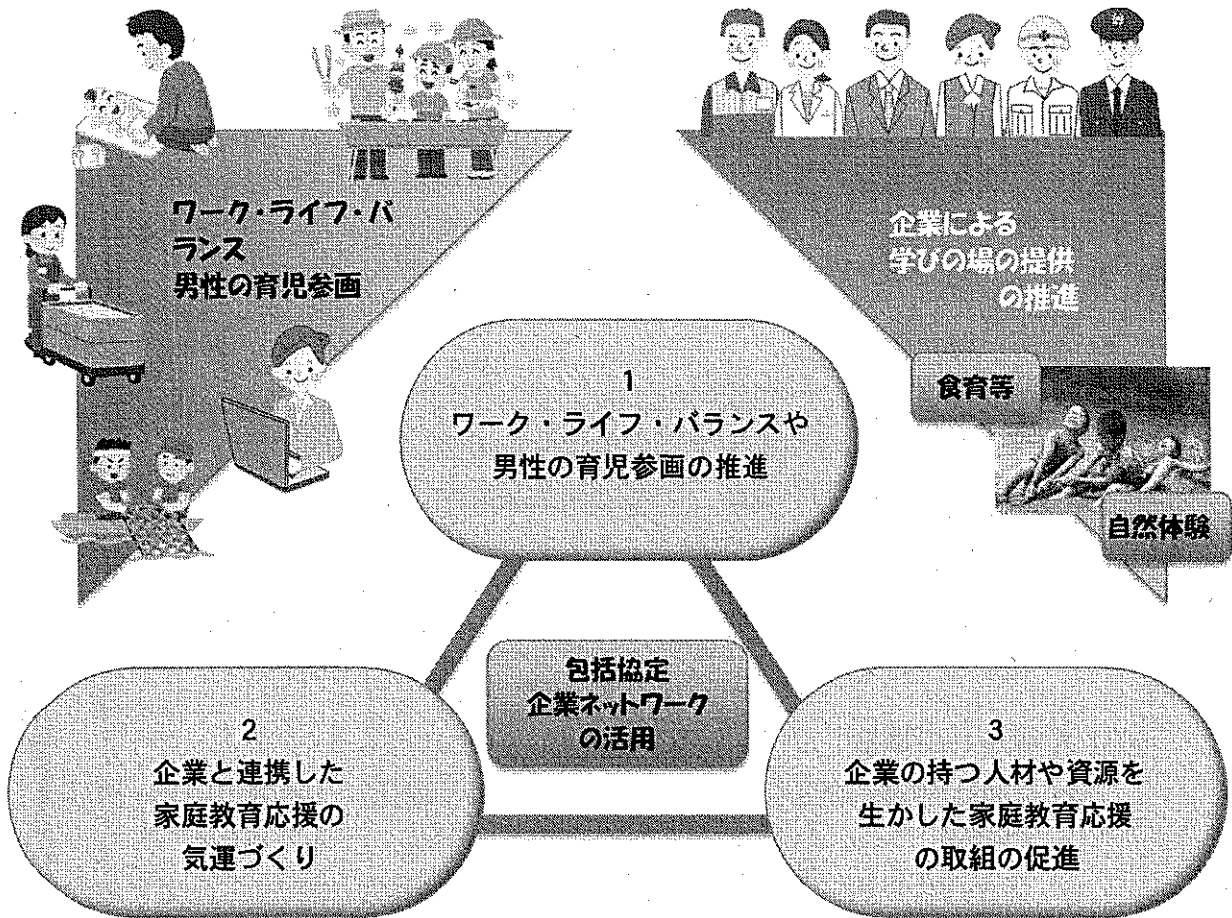 ワーク・ライフ・バ
ランス
男性の育児参画
企業による
学びの場の提供
の推進
食育等
自然体験
1
ワーク・ライフ・バランスや
男性の育児参画の推進
包括協定
企業ネットワーク
の活用
2
企業と連携した
家庭教育応援の
気運づくり
3
企業の持つ人材や資源を
生かした家庭教育応援
の取組の促進